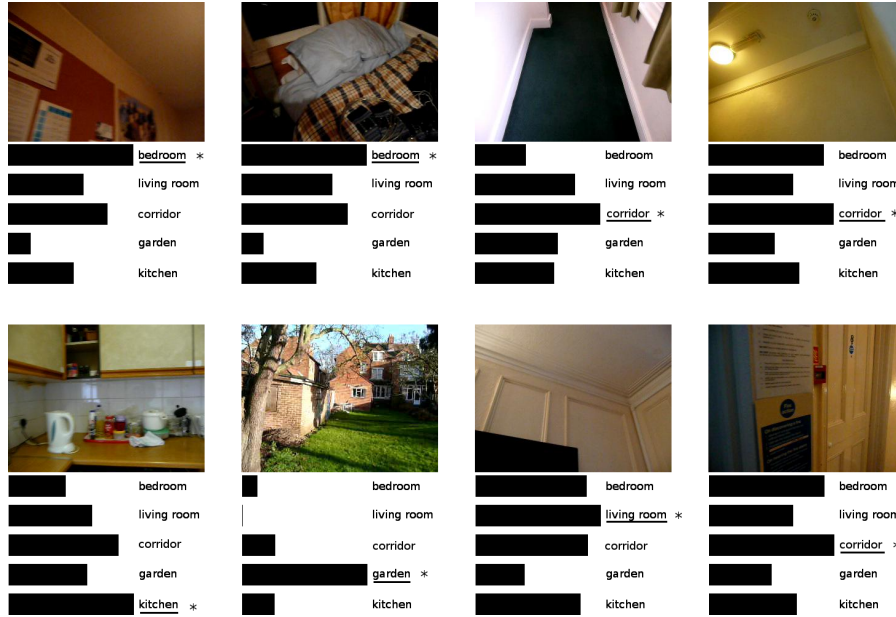 bedroom *
living room
corridor
garden
kitchen
bedroom *
living room
corridor
garden
kitchen
bedroom
living room
corridor *
garden
kitchen
bedroom
living room
corridor *
garden
kitchen
bedroom
living room
corridor
garden
kitchen *
bedroom
living room
corridor
garden *
kitchen
bedroom
living room *
corridor
garden
kitchen
bedroom
living room
corridor *
garden
kitchen